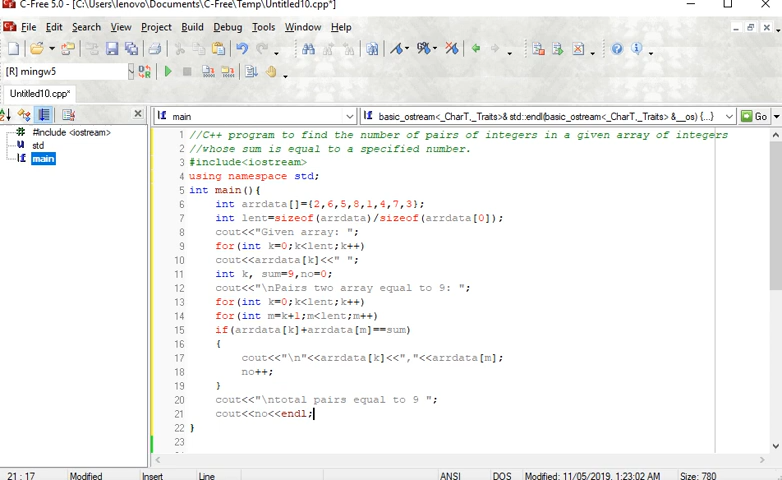 C-Free 5.0 - [C:\Users\lenovo\Documents\C-Free\Temp\Untitled10.cpp*]
File Edit Search View Project Build Debug Tools Window Help
[R] mingw5
Untitled10.cpp*
main
basic_ostream<_CharT,_Traits>& std::endl(basic_ostream<_CharT,_Traits> &__os) {...}
Go
#include <iostream>
std
main
1 //C++ program to find the number of pairs of integers in a given array of integers
2 //whose sum is equal to a specified number.
3 #include<iostream>
4 using namespace std;
5 int main(){
6 int arrdata[]={2,6,5,8,1,4,7,3};
7 int lent=sizeof(arrdata)/sizeof(arrdata[0]);
8 cout<<"Given array: ";
9 for(int k=0;k<lent;k++)
10 cout<<arrdata[k]<<" ";
11 int k, sum=9,no=0;
12 cout<<"\nPairs two array equal to 9: ";
13 for(int k=0;k<lent;k++)
14 for(int m=k+1;m<lent;m++)
15 if(arrdata[k]+arrdata[m]==sum)
16 {
17 cout<<"\n"<<arrdata[k]<<","<<arrdata[m];
18 no++;
19 }
20 cout<<"\ntotal pairs equal to 9 ";
21 cout<<no<<endl;
22 }
23
21 : 17 Modified Insert Line ANSI DOS Modified: 11/05/2019, 1:23:02 AM Size: 780